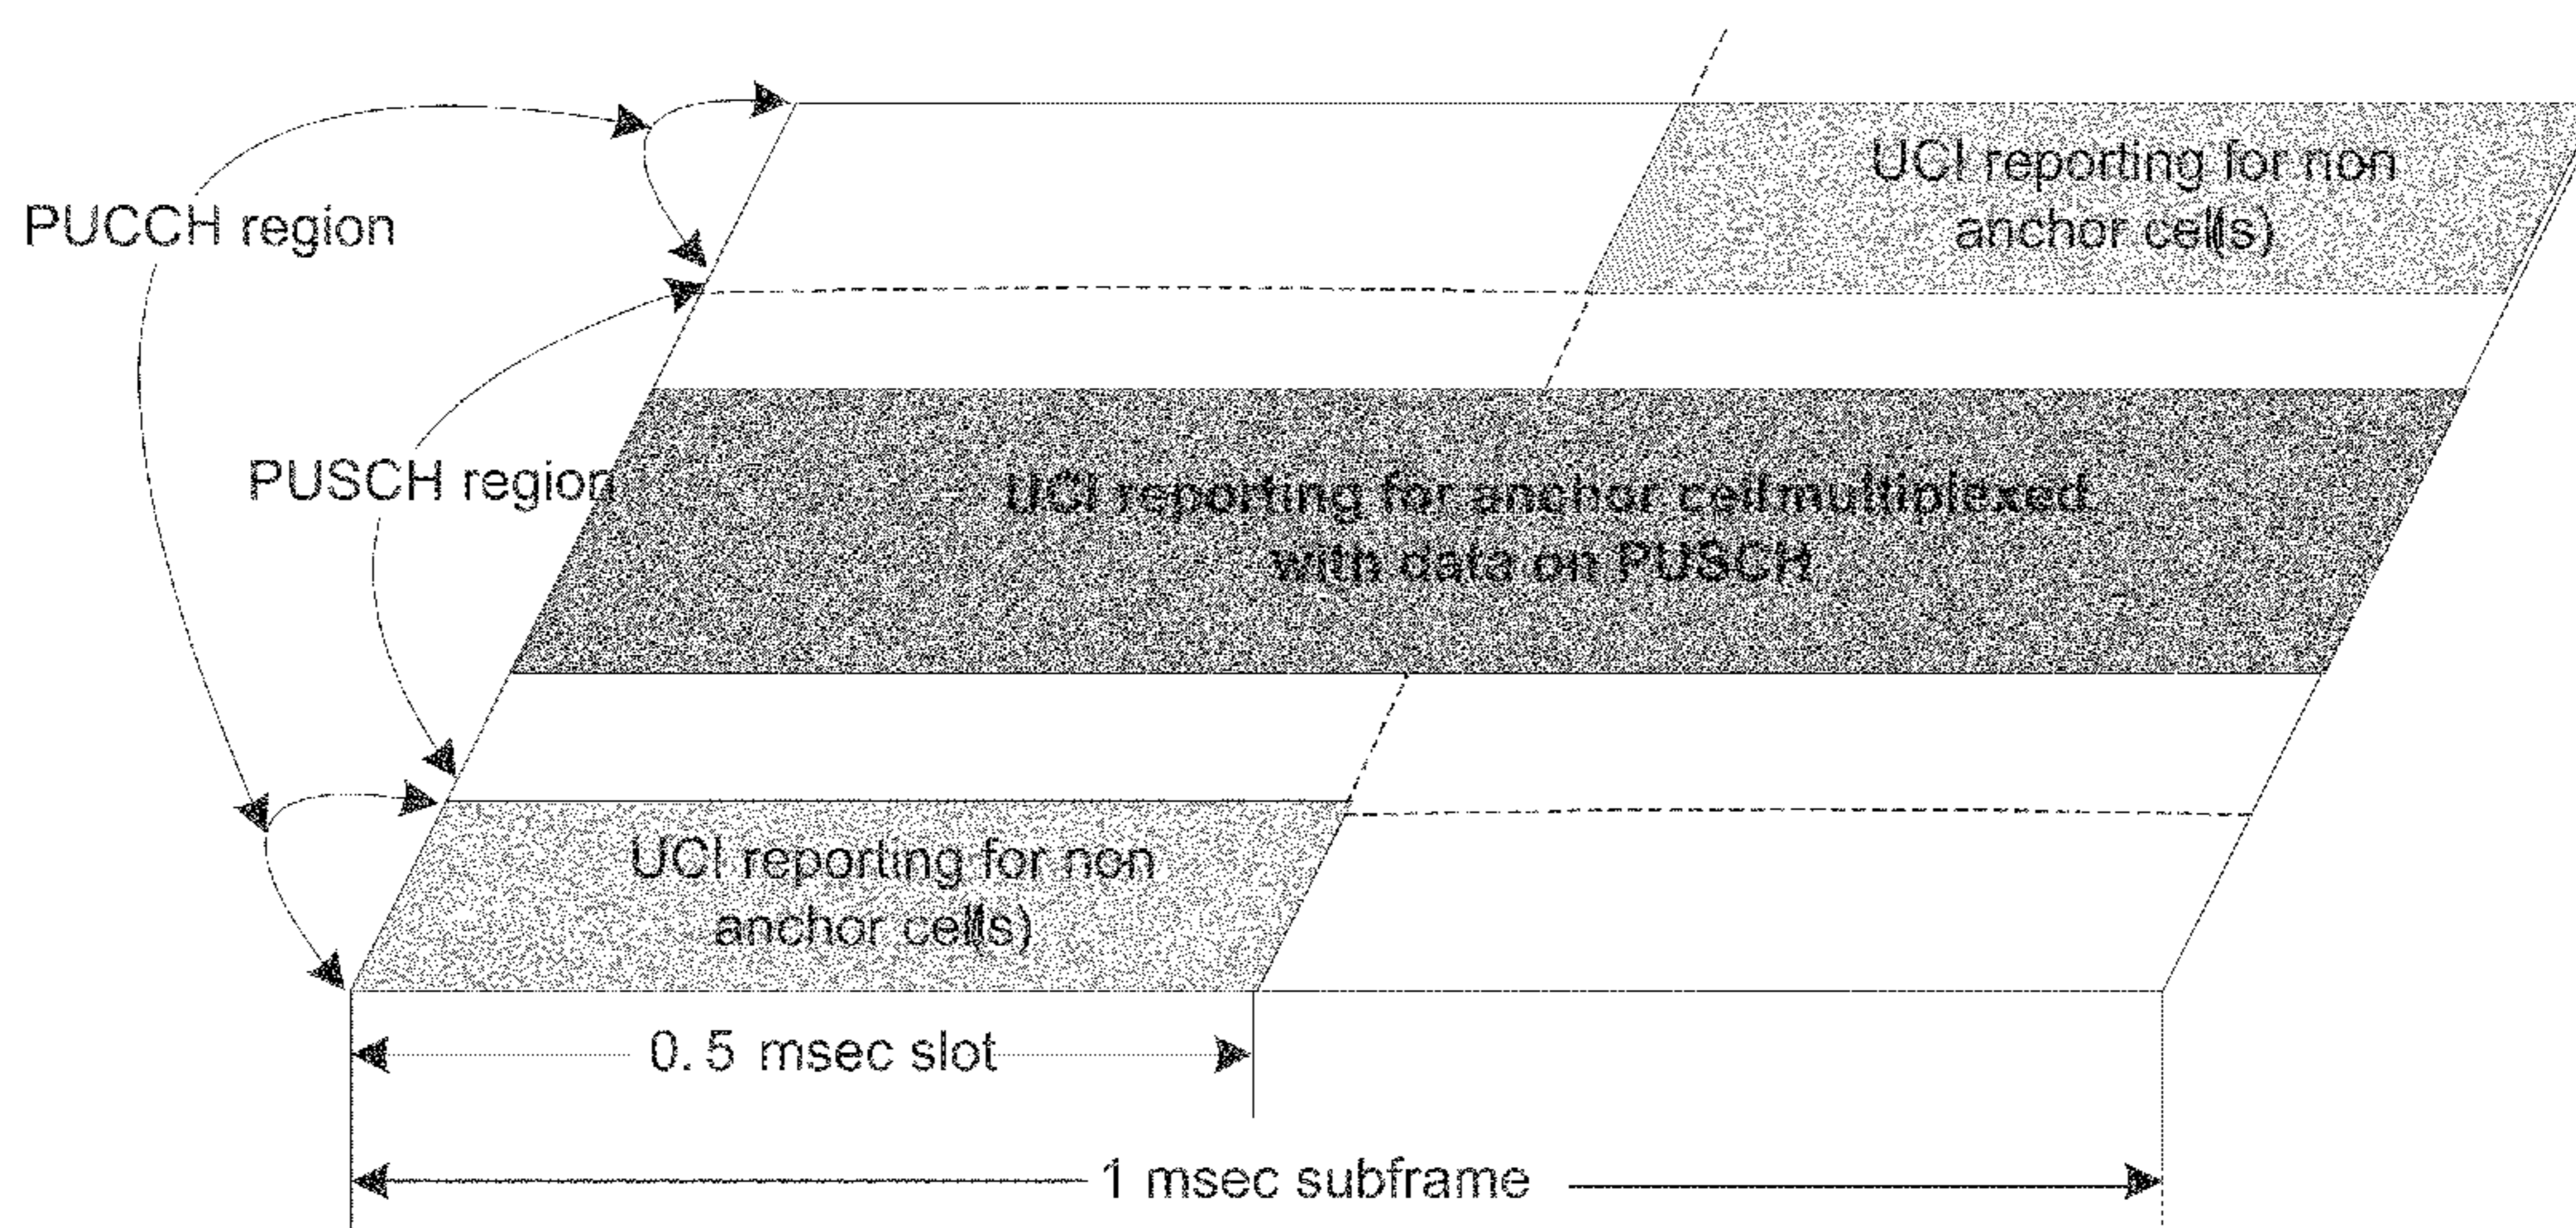 UCI reporting for non
anchor cell(s)
PUCCH region
PUSCH region
UCI reporting for anchor cell multiplexed
with data on PUSCH
UCI reporting for non
anchor cell(s)
0.5 msec slot
1 msec subframe